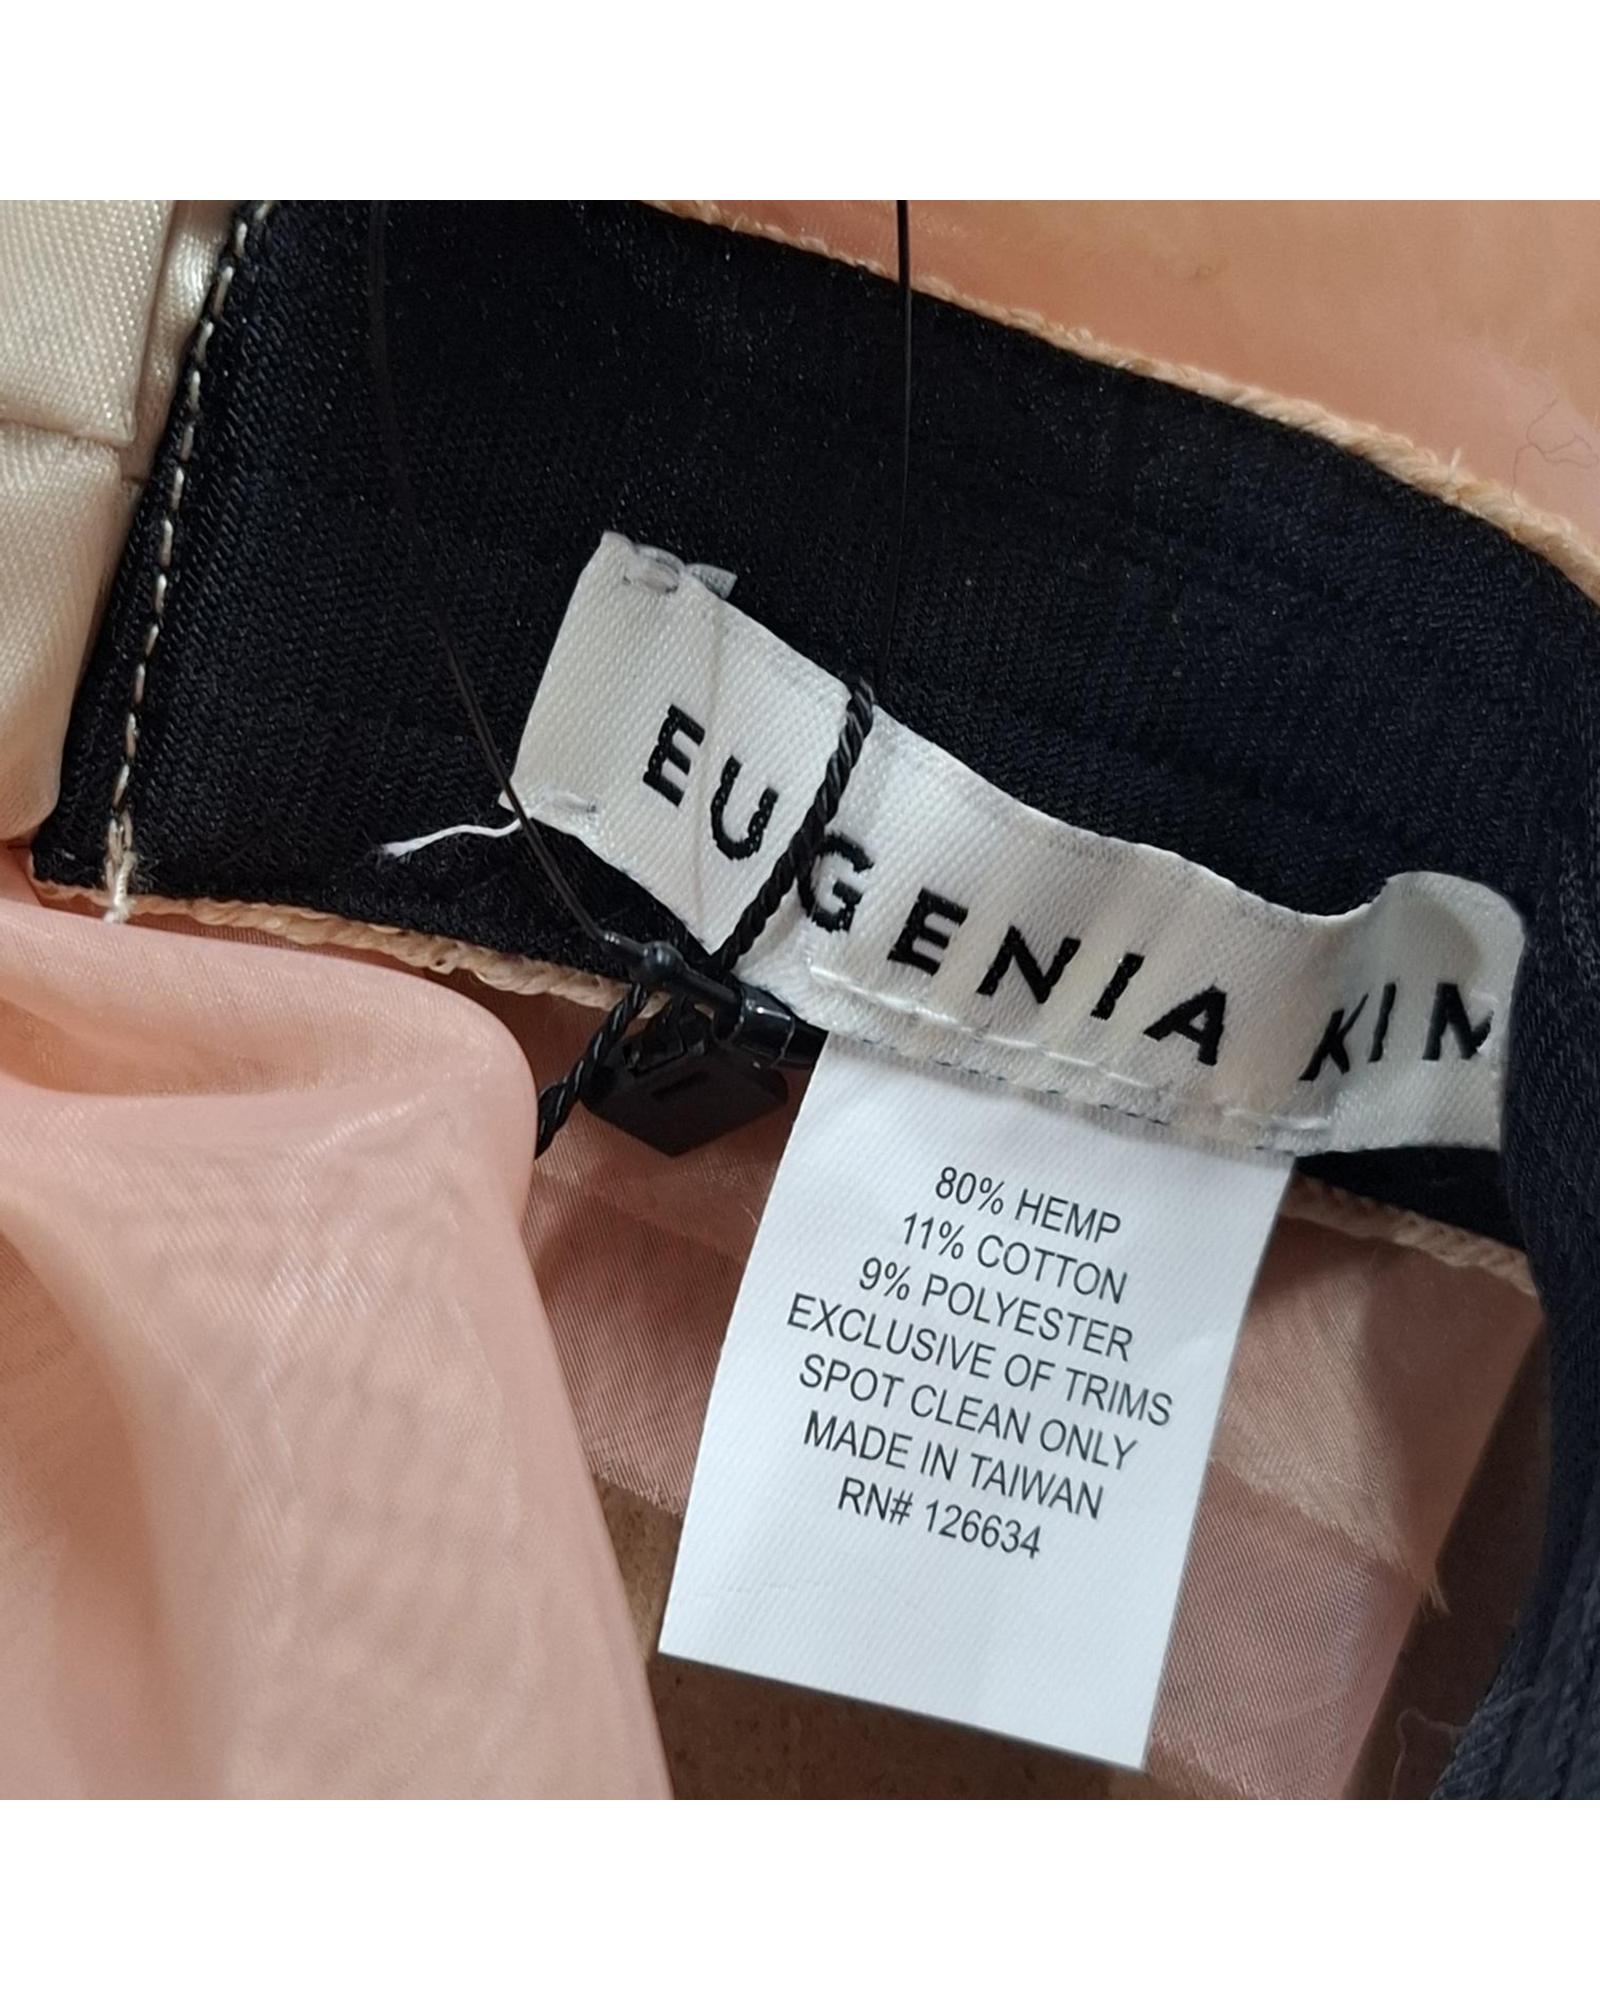 EUGENIA KIM
80% HEMP
11% COTTON
9% POLYESTER
EXCLUSIVE OF TRIMS
SPOT CLEAN ONLY
MADE IN TAIWAN
RN# 126634